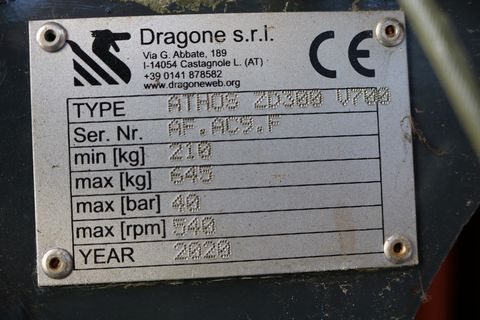 Dragone s.r.l.
Via G. Abbate, 189
I-14054 Castagnole L. (AT)
+39 0141 878582
www.dragoneweb.org
CE
TYPE ATHOS ZD300 V700
Ser. Nr. AF.AC9.F
min [kg] 210
max [kg] 645
max [bar] 40
max [rpm] 540
YEAR 2020